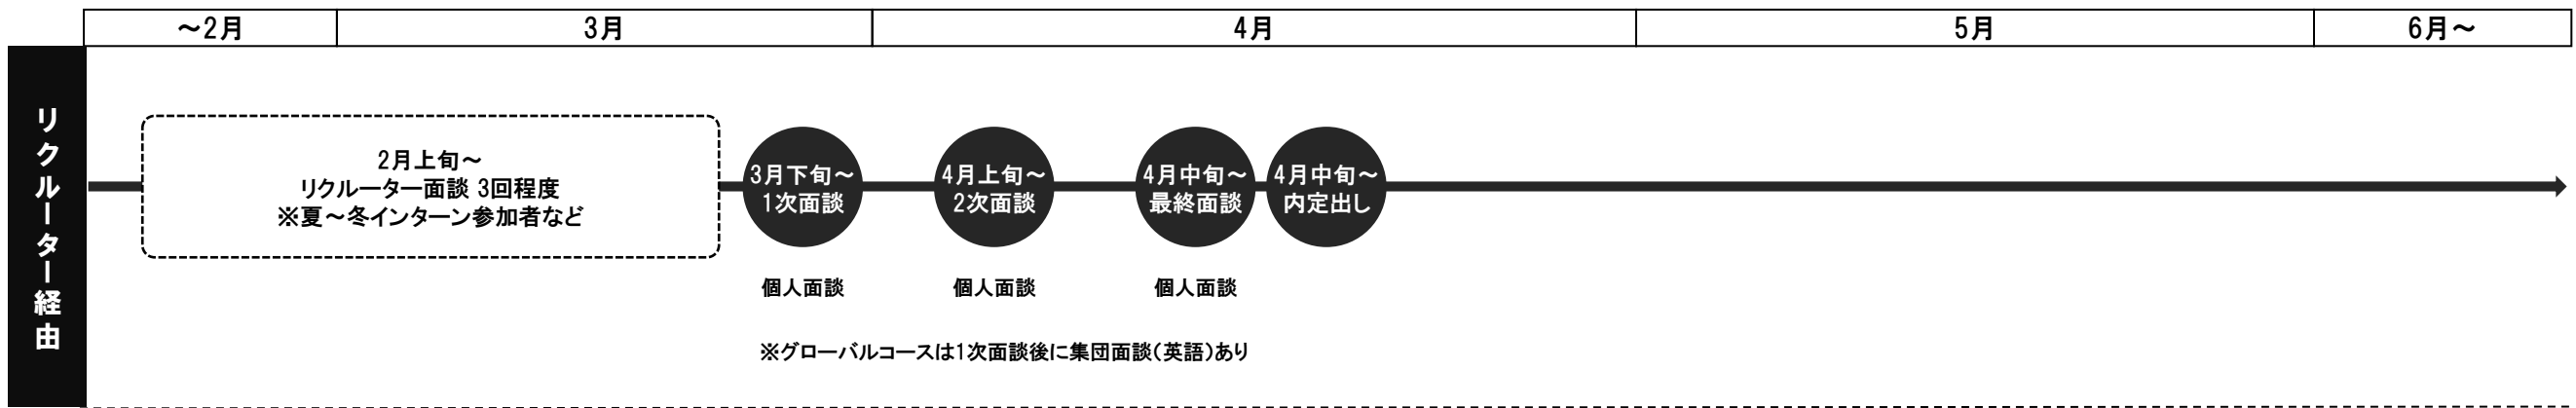 ～2月
3月
4月
5月
6月～
リクルーター経由
2月上旬～
リクルーター面談 3回程度
※夏～冬インターン参加者など
3月下旬～
1次面談
4月上旬～
2次面談
4月中旬～
最終面談
4月中旬～
内定出し
個人面談
個人面談
個人面談
※グローバルコースは1次面談後に集団面談(英語)あり